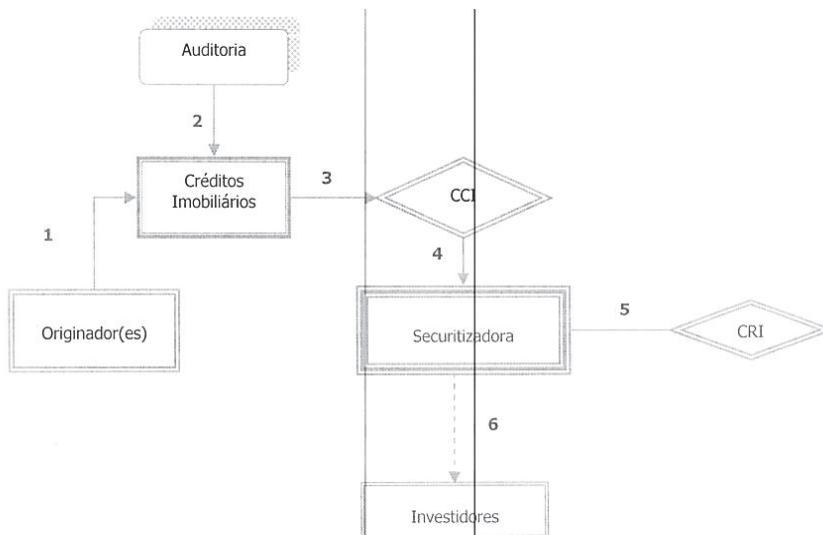 Auditoria
2
Créditos
Imobiliários
3
CCI
1
4
Originador(es)
Securitizadora
5
CRI
6
Investidores